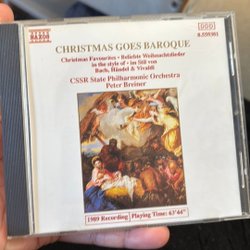 NAXOS
DDD
8.550301
CHRISTMAS GOES BAROQUE
Christmas Favourites • Beliebte Weihnachtslieder
in the style of • im Stil von
Bach, Händel & Vivaldi
CSSR State Philharmonic Orchestra
Peter Breiner
1989 Recording
Playing Time: 63'44"